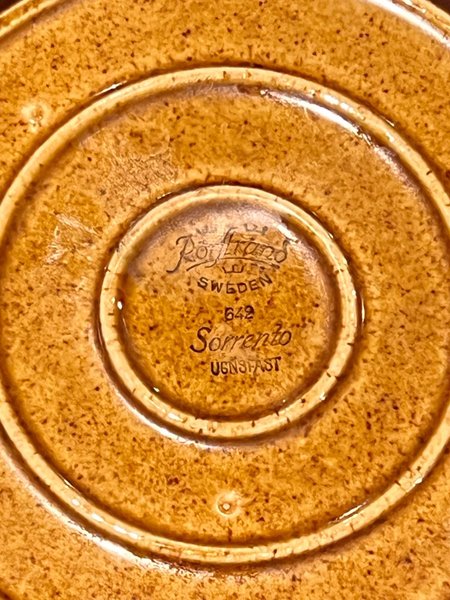 Rörstrand
SWEDEN
642
Sorrento
UGNSFAST